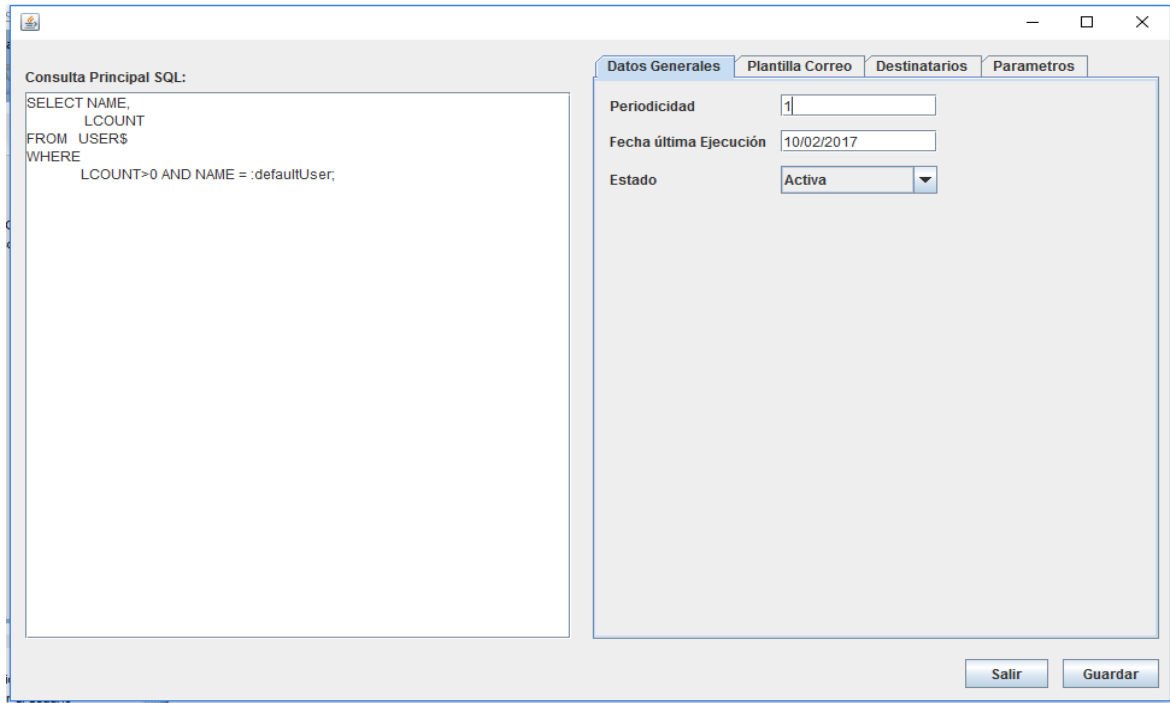 Consulta Principal SQL:
SELECT NAME,
LCOUNT
FROM USER$
WHERE
LCOUNT>0 AND NAME = :defaultUser;
Datos Generales Plantilla Correo Destinatarios Parametros
Periodicidad 1
Fecha última Ejecución 10/02/2017
Estado Activa
Salir Guardar